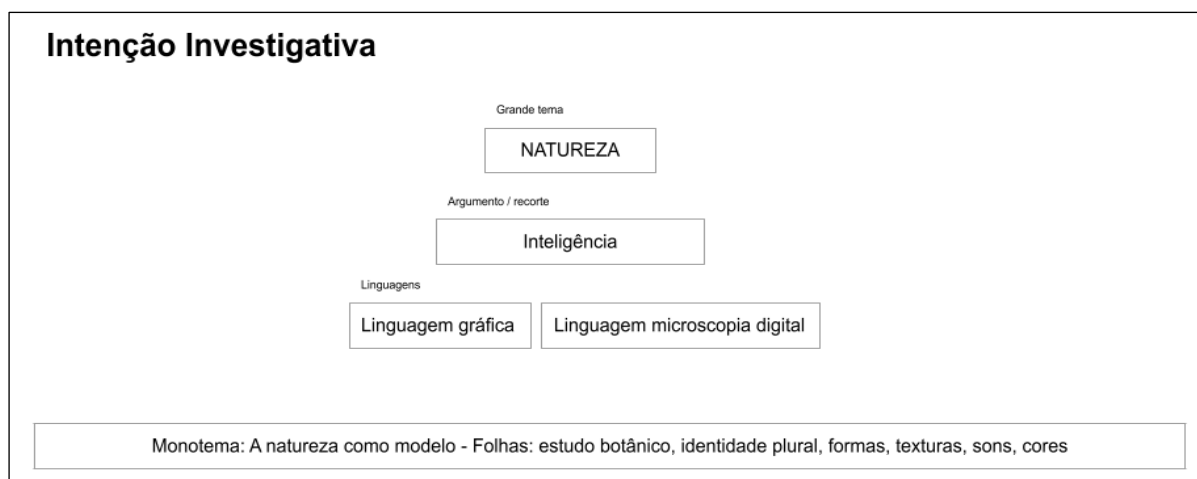 Intenção Investigativa
Grande tema
NATUREZA
Argumento / recorte
Inteligência
Linguagens
Linguagem gráfica
Linguagem microscopia digital
Monotema: A natureza como modelo - Folhas: estudo botânico, identidade plural, formas, texturas, sons, cores